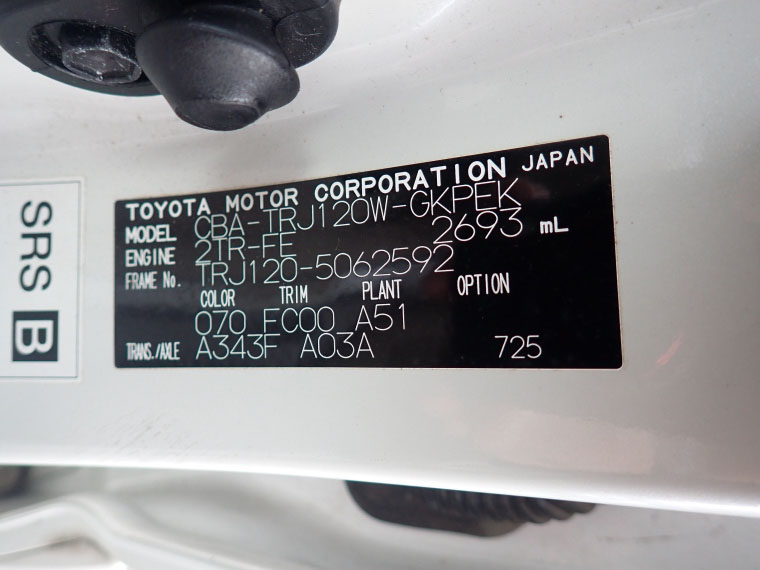 TOYOTA MOTOR CORPORATION JAPAN
MODEL CBA-TRJ120W-GKPEK
ENGINE 2TR-FE 2693 mL
FRAME No. TRJ120-5062592
COLOR TRIM PLANT OPTION
070 FC00 A51
TRANS./AXLE A343F A03A 725
SRS B